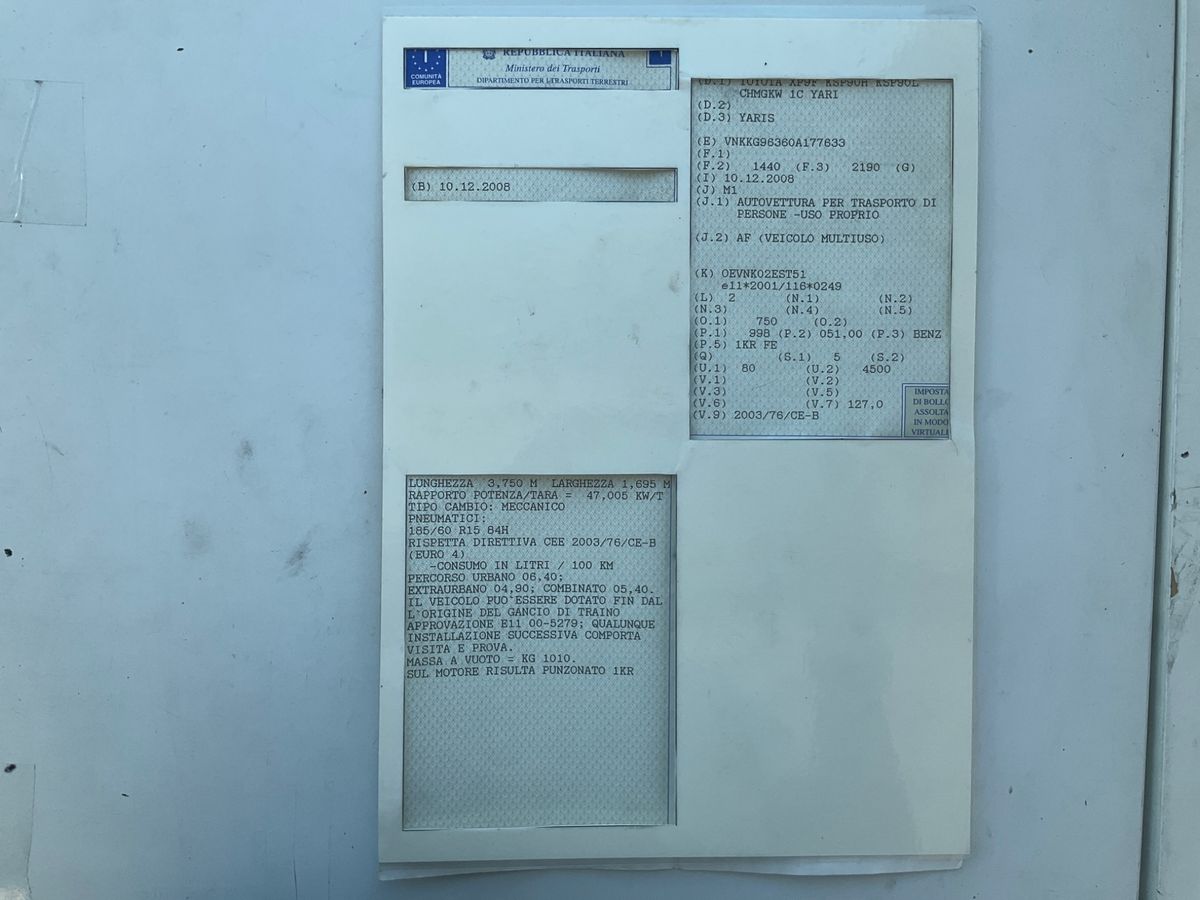 REPUBBLICA ITALIANA
I
COMUNITÀ
EUROPEA
Ministero dei Trasporti
DIPARTIMENTO PER I TRASPORTI TERRESTRI
I
(B) 10.12.2008
(D.1) TOYOTA XP9F KSP90H KSP90L
CHMGKW 1C YARI
(D.2)
(D.3) YARIS
(E) VNKKG96360A177633
(F.1)
(F.2) 1440 (F.3) 2190 (G)
(I) 10.12.2008
(J) M1
(J.1) AUTOVETTURA PER TRASPORTO DI
PERSONE -USO PROPRIO
(J.2) AF (VEICOLO MULTIUSO)
(K) OEVNK02EST51
e11*2001/116*0249
(L) 2 (N.1) (N.2)
(N.3) (N.4) (N.5)
(O.1) 750 (O.2)
(P.1) 998 (P.2) 051,00 (P.3) BENZ
(P.5) 1KR FE
(Q) (S.1) 5 (S.2)
(U.1) 80 (U.2) 4500
(V.1) (V.2)
(V.3) (V.5)
(V.6) (V.7) 127,0
(V.9) 2003/76/CE-B
IMPOSTA
DI BOLLO
ASSOLTA
IN MODO
VIRTUALE
LUNGHEZZA 3,750 M LARGHEZZA 1,695 M
RAPPORTO POTENZA/TARA = 47,005 KW/T
TIPO CAMBIO: MECCANICO
PNEUMATICI:
185/60 R15 84H
RISPETTA DIRETTIVA CEE 2003/76/CE-B
(EURO 4)
-CONSUMO IN LITRI / 100 KM
PERCORSO URBANO 06,40;
EXTRAURBANO 04,90; COMBINATO 05,40.
IL VEICOLO PUO'ESSERE DOTATO FIN DAL
L'ORIGINE DEL GANCIO DI TRAINO
APPROVAZIONE E11 00-5279; QUALUNQUE
INSTALLAZIONE SUCCESSIVA COMPORTA
VISITA E PROVA.
MASSA A VUOTO = KG 1010.
SUL MOTORE RISULTA PUNZONATO 1KR